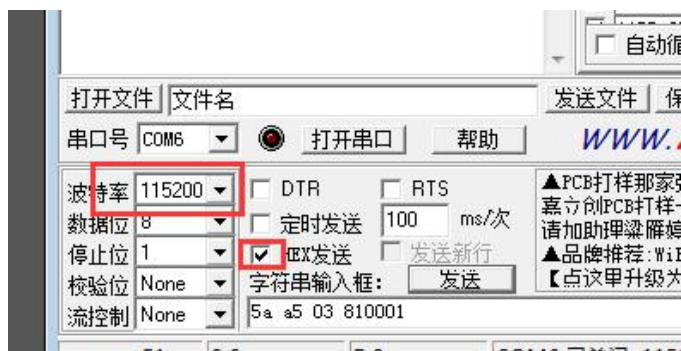 自动循
打开文件 文件名 发送文件 保
串口号 COM6 打开串口 帮助 WWW.
波特率 115200 DTR RTS ▲PCB打样那家强
数据位 8 定时发送 100 ms/次 嘉立创PCB打样
停止位 1 HEX发送 发送新行 请加助理梁雁婷
校验位 None 字符串输入框: 发送 ▲品牌推荐:WiF
流控制 None 5a a5 03 810001 【点这里升级为